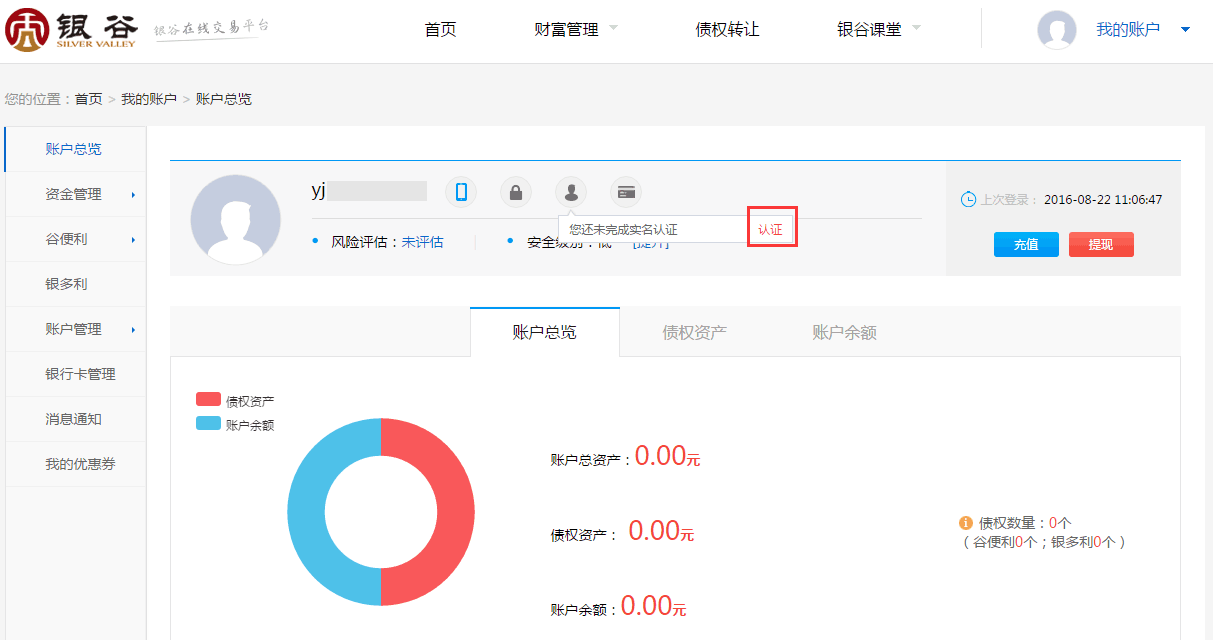 银谷 银谷在线交易平台
SILVER VALLEY
首页 财富管理 债权转让 银谷课堂 我的账户
您的位置：首页 > 我的账户 > 账户总览
账户总览
资金管理
谷便利
银多利
账户管理
银行卡管理
消息通知
我的优惠券
yj
您还未完成实名认证 认证
风险评估：未评估 安全级别：低 [提升]
上次登录： 2016-08-22 11:06:47
充值 提现
账户总览 债权资产 账户余额
债权资产
账户余额
账户总资产：0.00元
债权资产： 0.00元
账户余额：0.00元
债权数量：0个
（谷便利0个；银多利0个）